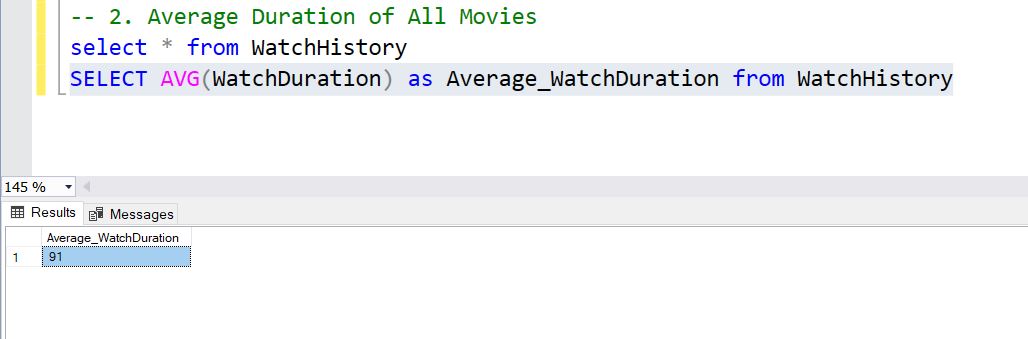 -- 2. Average Duration of All Movies
select * from WatchHistory
SELECT AVG(WatchDuration) as Average_WatchDuration from WatchHistory
145 %
Results Messages
Average_WatchDuration
1 91